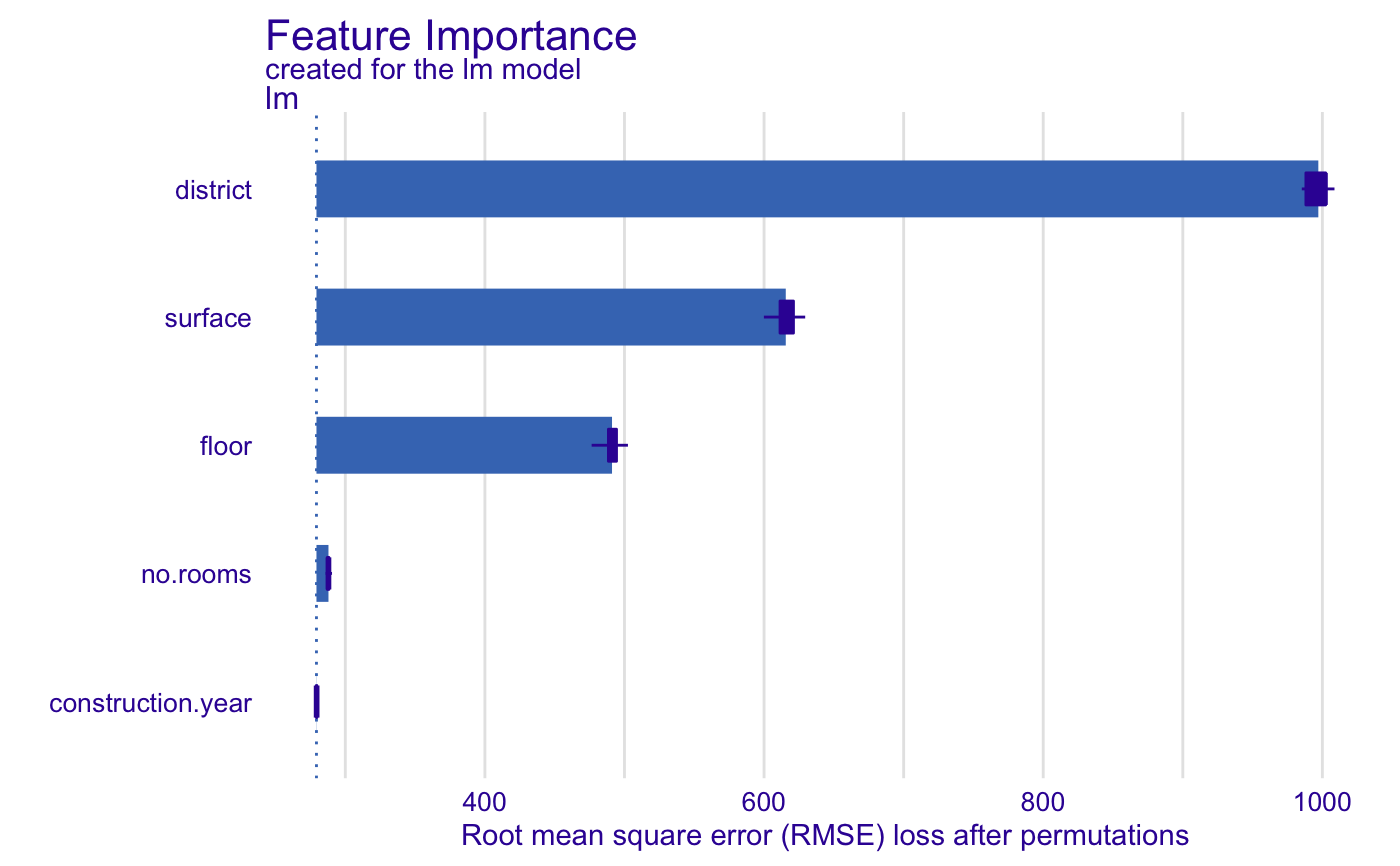 Feature Importance
created for the lm model
lm
district
surface
floor
no.rooms
construction.year
400 600 800 1000
Root mean square error (RMSE) loss after permutations